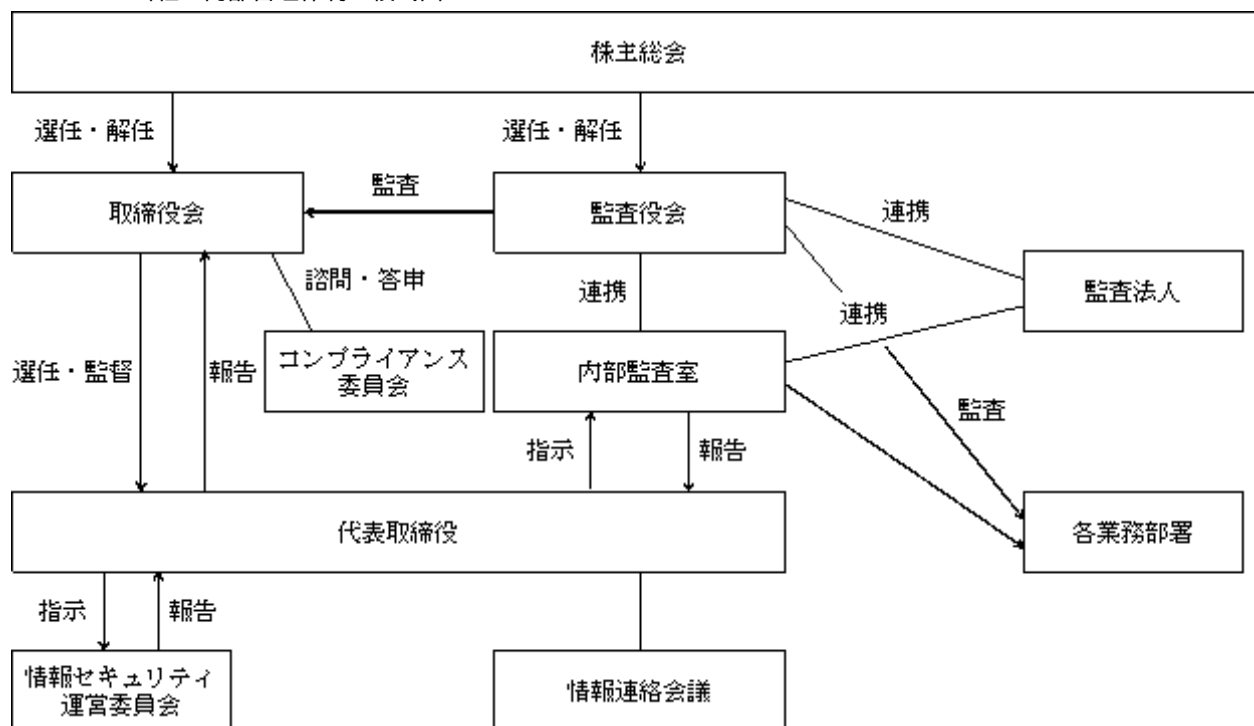 株主総会
選任・解任
選任・解任
取締役会
監査
監査役会
連携
監査法人
諮問・答申
連携
連携
コンプライアンス
委員会
内部監査室
選任・監督
報告
監査
指示
報告
代表取締役
各業務部署
指示
報告
情報セキュリティ
運営委員会
情報連絡会議